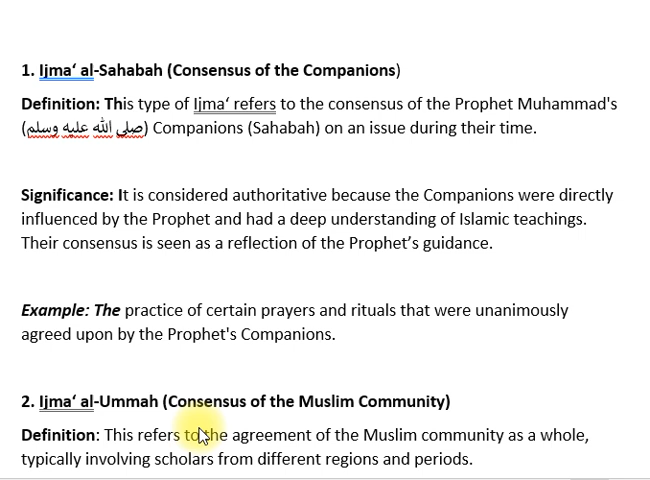 1. Ijma‘ al-Sahabah (Consensus of the Companions)
Definition: This type of Ijma‘ refers to the consensus of the Prophet Muhammad's
(صلى الله عليه وسلم) Companions (Sahabah) on an issue during their time.
Significance: It is considered authoritative because the Companions were directly
influenced by the Prophet and had a deep understanding of Islamic teachings.
Their consensus is seen as a reflection of the Prophet’s guidance.
Example: The practice of certain prayers and rituals that were unanimously
agreed upon by the Prophet's Companions.
2. Ijma‘ al-Ummah (Consensus of the Muslim Community)
Definition: This refers to the agreement of the Muslim community as a whole,
typically involving scholars from different regions and periods.